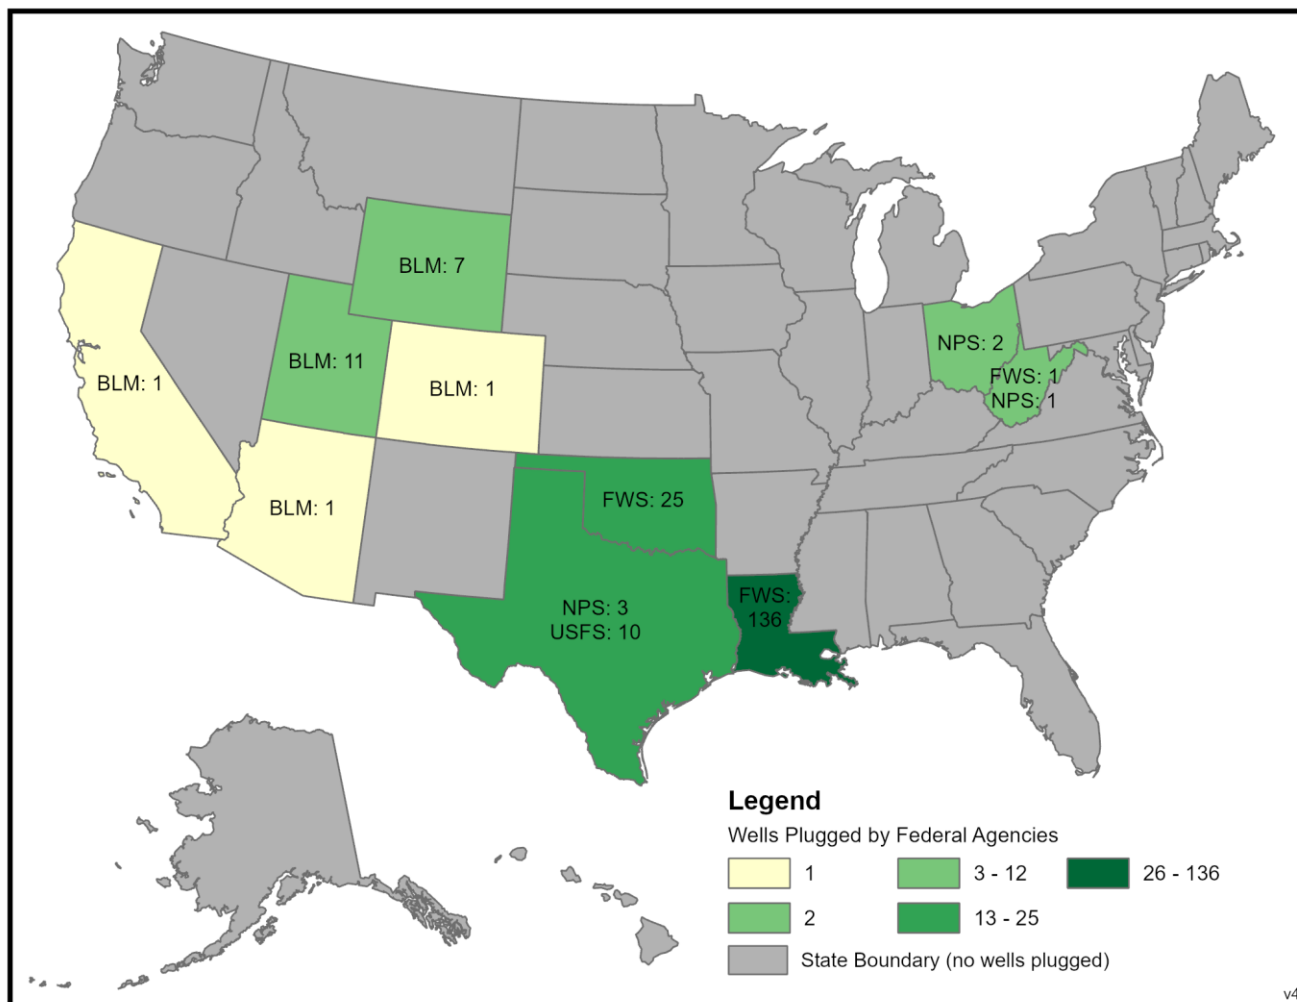 BLM: 7
BLM: 11
BLM: 1
BLM: 1
BLM: 1
NPS: 2
FWS: 1
NPS: 1
FWS: 25
NPS: 3
USFS: 10
FWS:
136
Legend
Wells Plugged by Federal Agencies
1
3 - 12
26 - 136
2
13 - 25
State Boundary (no wells plugged)
v4